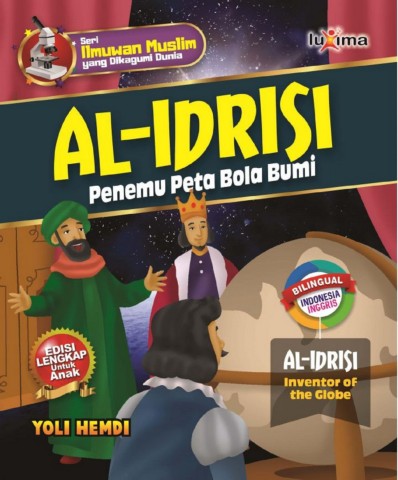 Seri
Ilmuwan Muslim
yang Dikagumi Dunia
luxima
AL-IDRISI
Penemu Peta Bola Bumi
BILINGUAL
INDONESIA
INGGRIS
EDISI
LENGKAP
Untuk
Anak
AL-IDRISI
Inventor of
the Globe
YOLI HEMDI